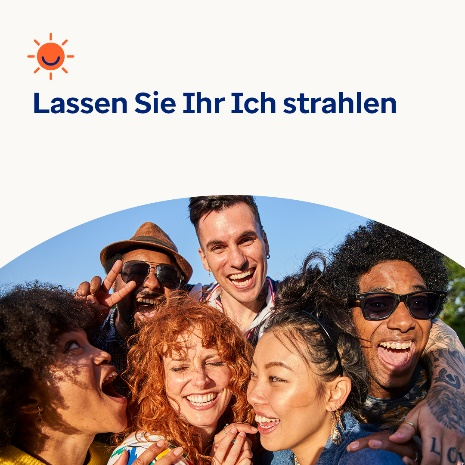 Lassen Sie Ihr Ich strahlen